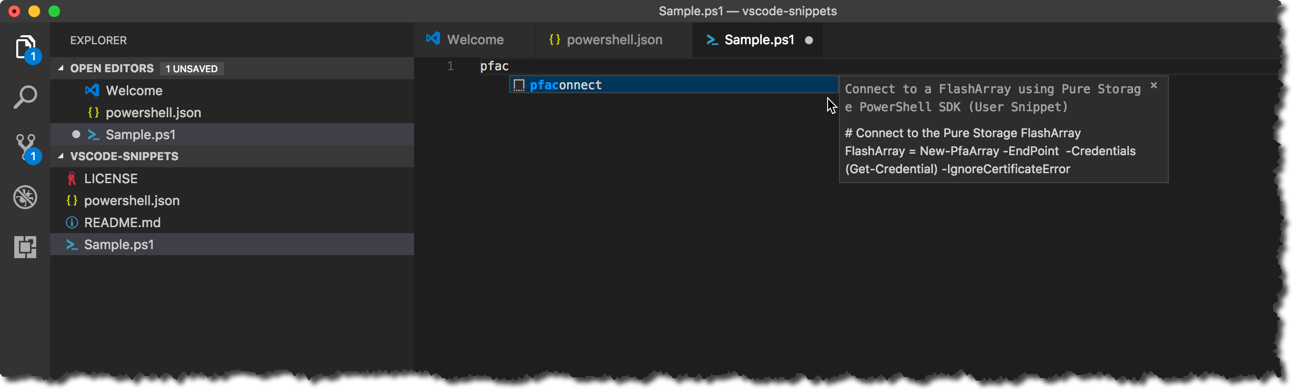 Sample.ps1 — vscode-snippets
EXPLORER
OPEN EDITORS 1 UNSAVED
Welcome
{} powershell.json
Sample.ps1
VSCODE-SNIPPETS
LICENSE
{} powershell.json
README.md
Sample.ps1
1
1
Welcome
{} powershell.json
Sample.ps1
1 pfac
pfaconnect
Connect to a FlashArray using Pure Storag
e PowerShell SDK (User Snippet)
# Connect to the Pure Storage FlashArray
FlashArray = New-PfaArray -EndPoint -Credentials
(Get-Credential) -IgnoreCertificateError